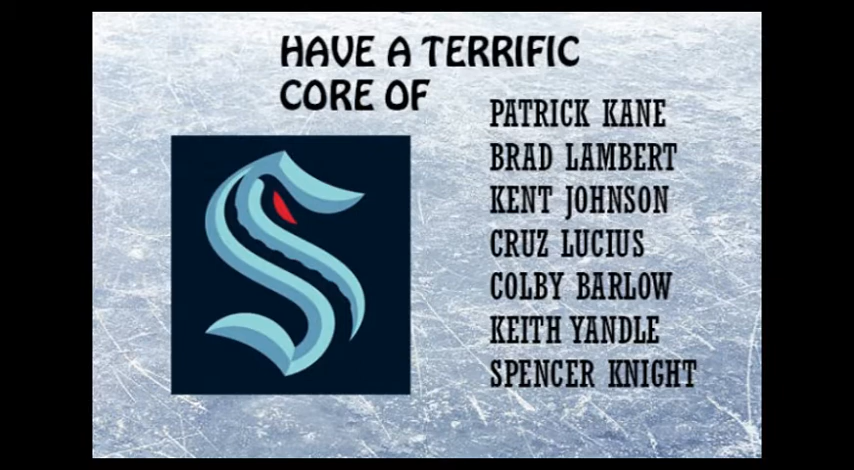 HAVE A TERRIFIC
CORE OF
PATRICK KANE
BRAD LAMBERT
KENT JOHNSON
CRUZ LUCIUS
COLBY BARLOW
KEITH YANDLE
SPENCER KNIGHT